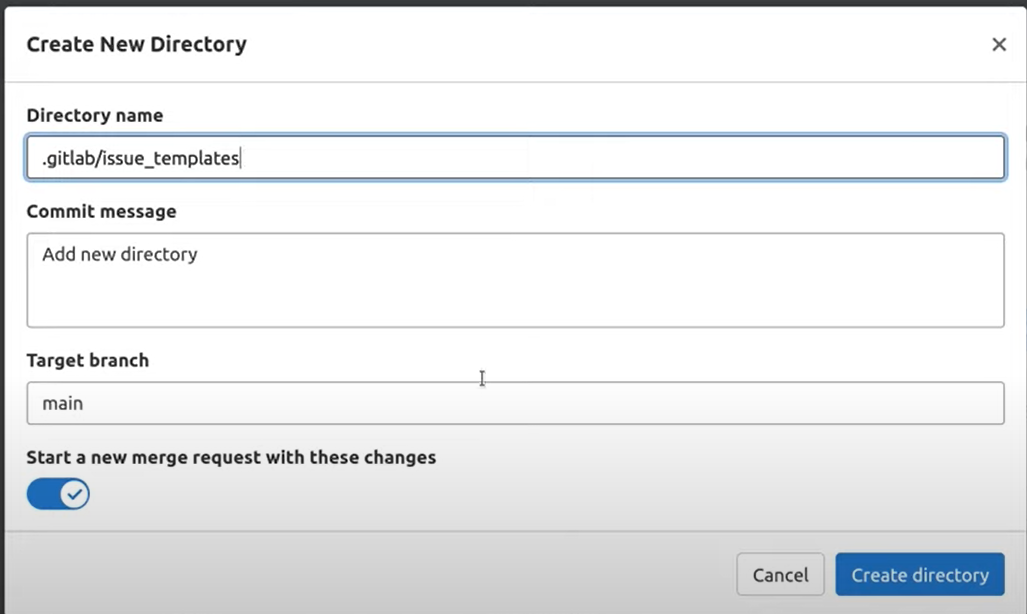 Create New Directory
Directory name
.gitlab/issue_templates
Commit message
Add new directory
Target branch
main
Start a new merge request with these changes
Cancel
Create directory